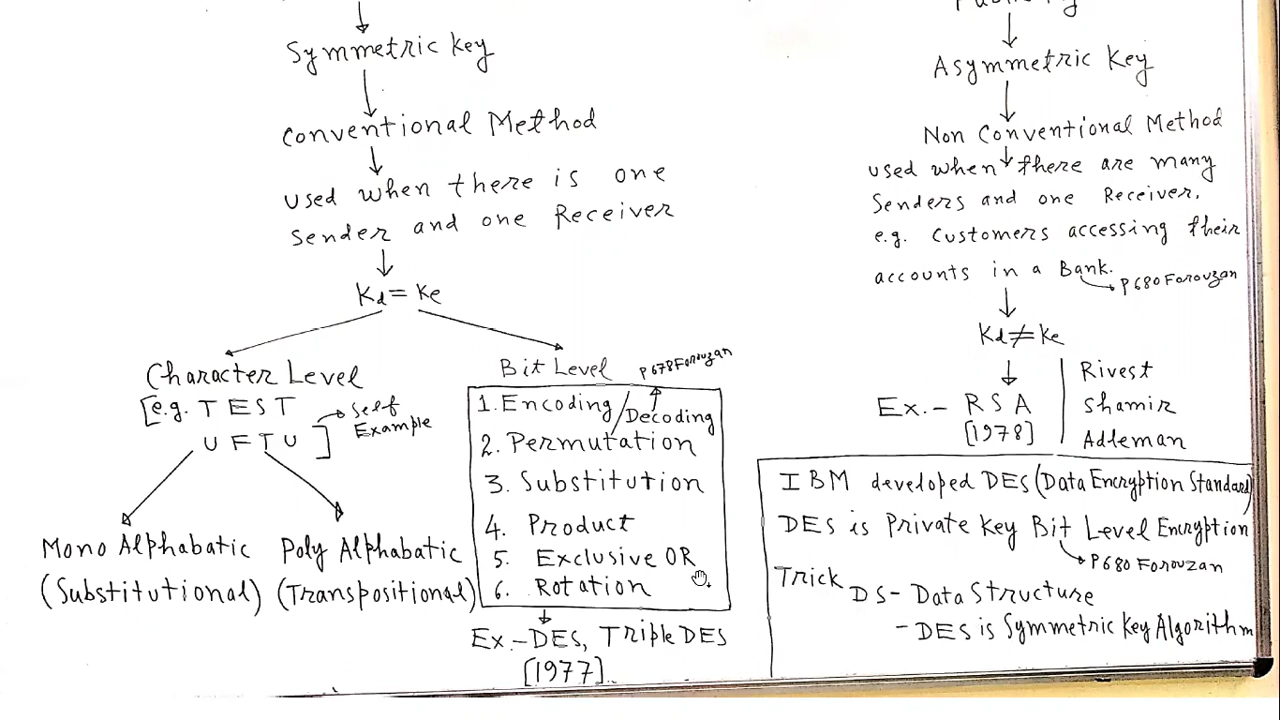 Symmetric Key
Conventional Method
used when there is one
sender and one Receiver
Kd = Ke
Character Level
[e.g. TEST
UFTU]
Self
Example
Mono Alphabatic
(Substitutional)
Poly Alphabatic
(Transpositional)
Bit Level
P678 Forouzan
1. Encoding/Decoding
2. Permutation
3. Substitution
4. Product
5. Exclusive OR
6. Rotation
Ex.-DES, Triple DES
[1977]
Asymmetric Key
Non Conventional Method
used when there are many
Senders and one Receiver.
e.g. Customers accessing their
accounts in a Bank.
P680 Forouzan
Kd ≠ Ke
Ex.- RSA
[1978]
Rivest
Shamir
Adleman
IBM developed DES (Data Encryption Standard)
DES is Private Key Bit Level Encryption
P680 Forouzan
Trick
DS - Data Structure
- DES is Symmetric Key Algorithm